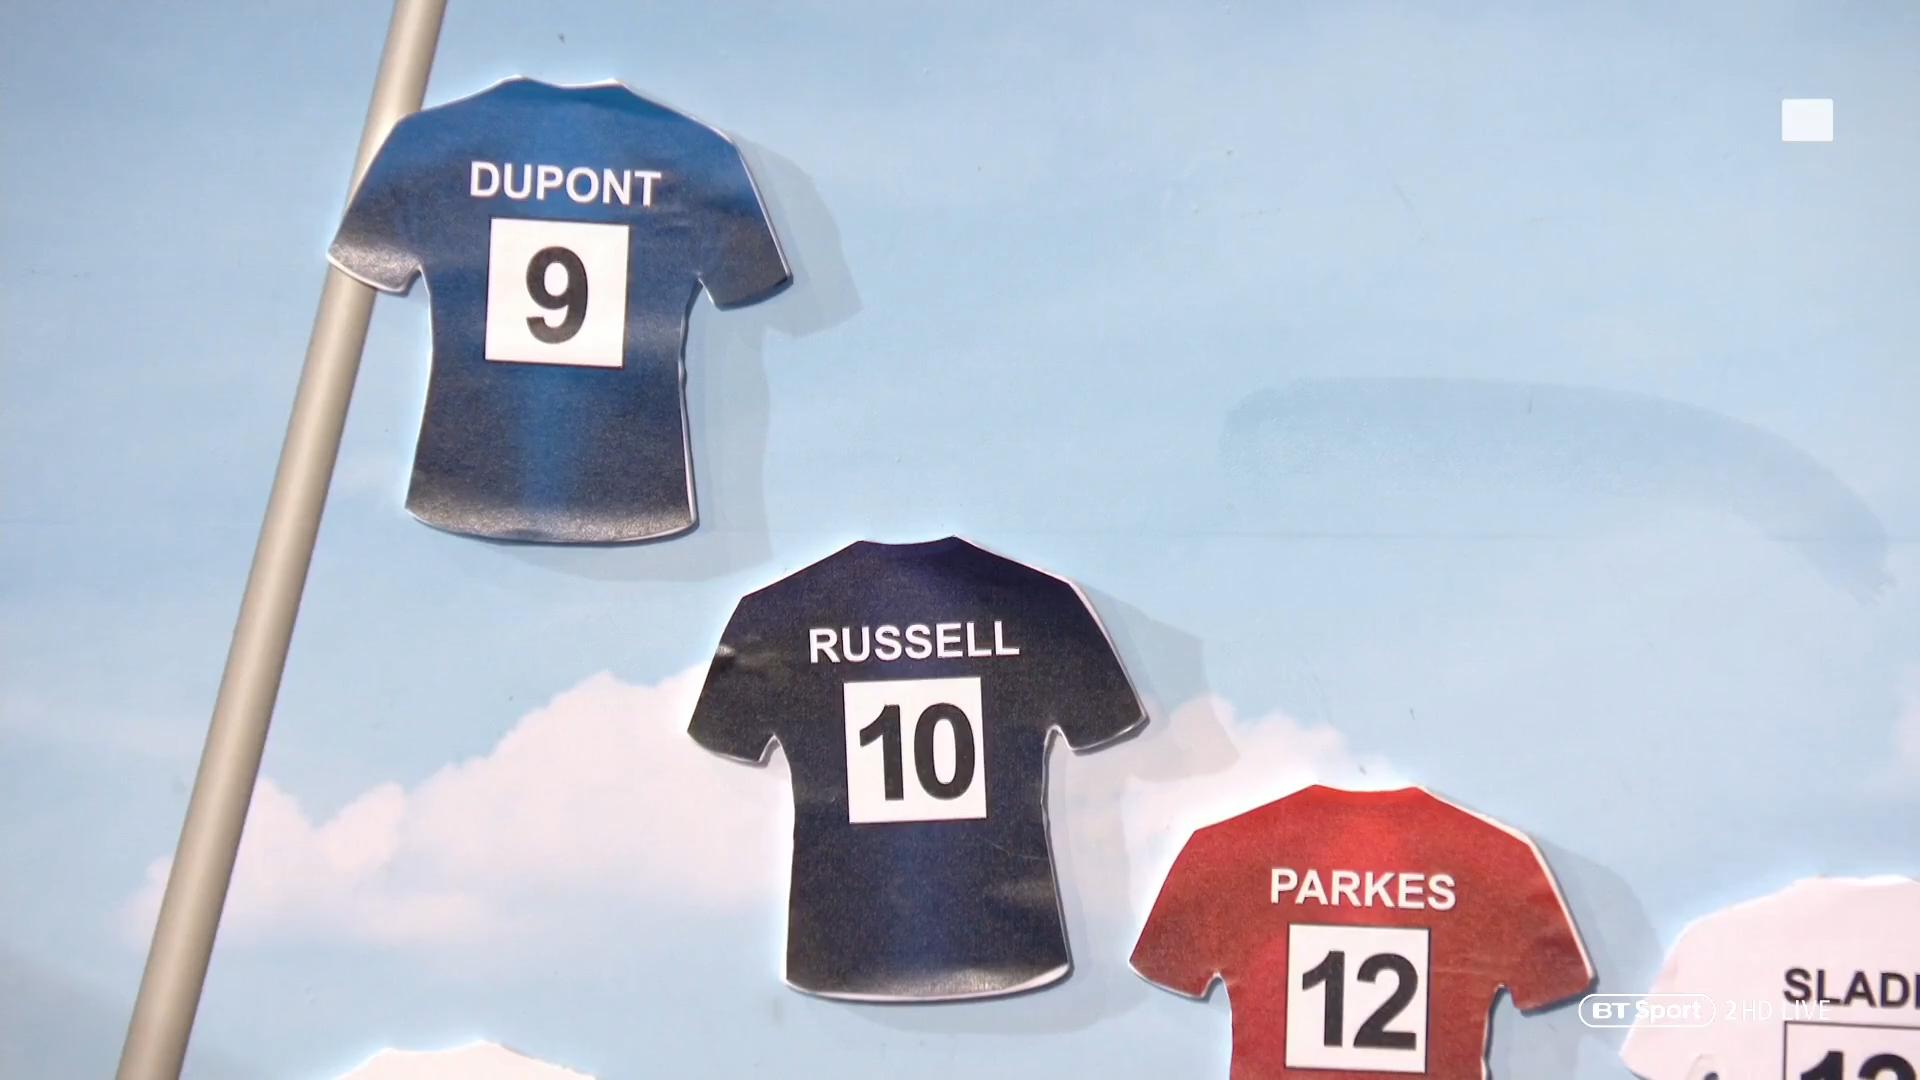 DUPONT
9
RUSSELL
10
PARKES
12
BT Sport 2HD LIVE